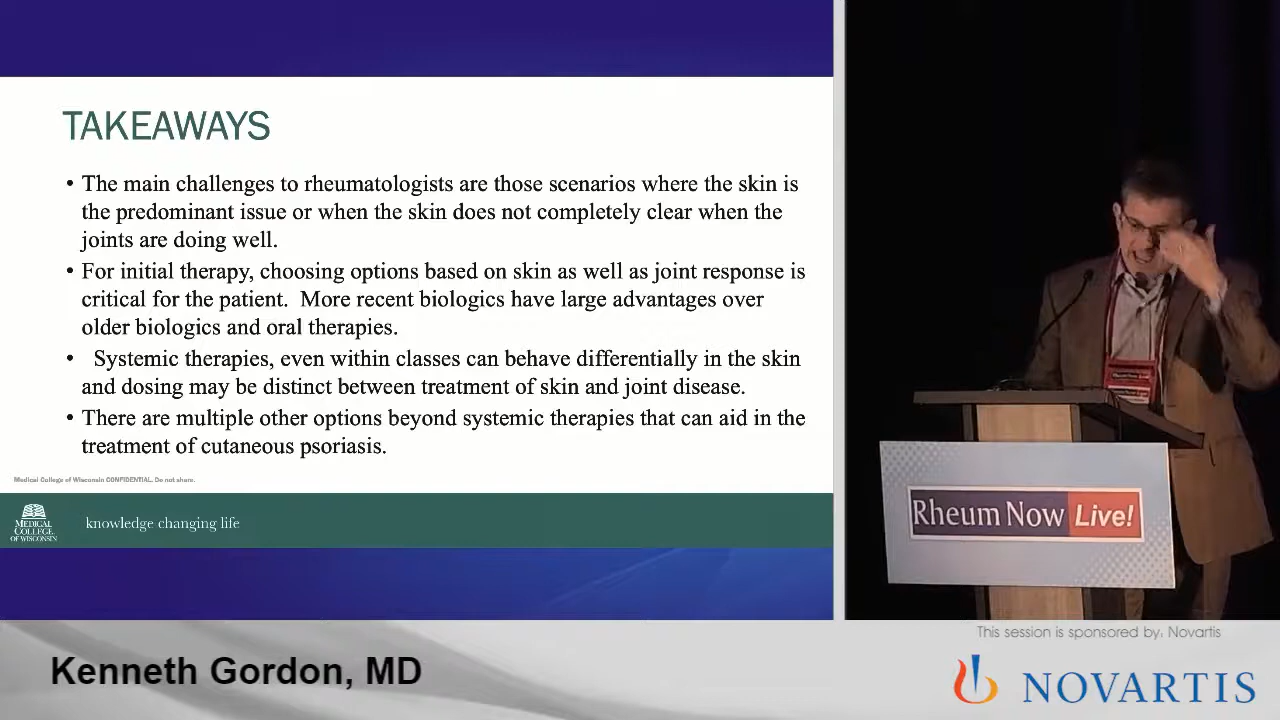 TAKEAWAYS
• The main challenges to rheumatologists are those scenarios where the skin is
the predominant issue or when the skin does not completely clear when the
joints are doing well.
• For initial therapy, choosing options based on skin as well as joint response is
critical for the patient. More recent biologics have large advantages over
older biologics and oral therapies.
• Systemic therapies, even within classes can behave differentially in the skin
and dosing may be distinct between treatment of skin and joint disease.
• There are multiple other options beyond systemic therapies that can aid in the
treatment of cutaneous psoriasis.
Medical College of Wisconsin CONFIDENTIAL. Do not share.
MEDICAL
COLLEGE
OF WISCONSIN
knowledge changing life
Rheum Now Live!
This session is sponsored by, Novartis
Kenneth Gordon, MD
NOVARTIS